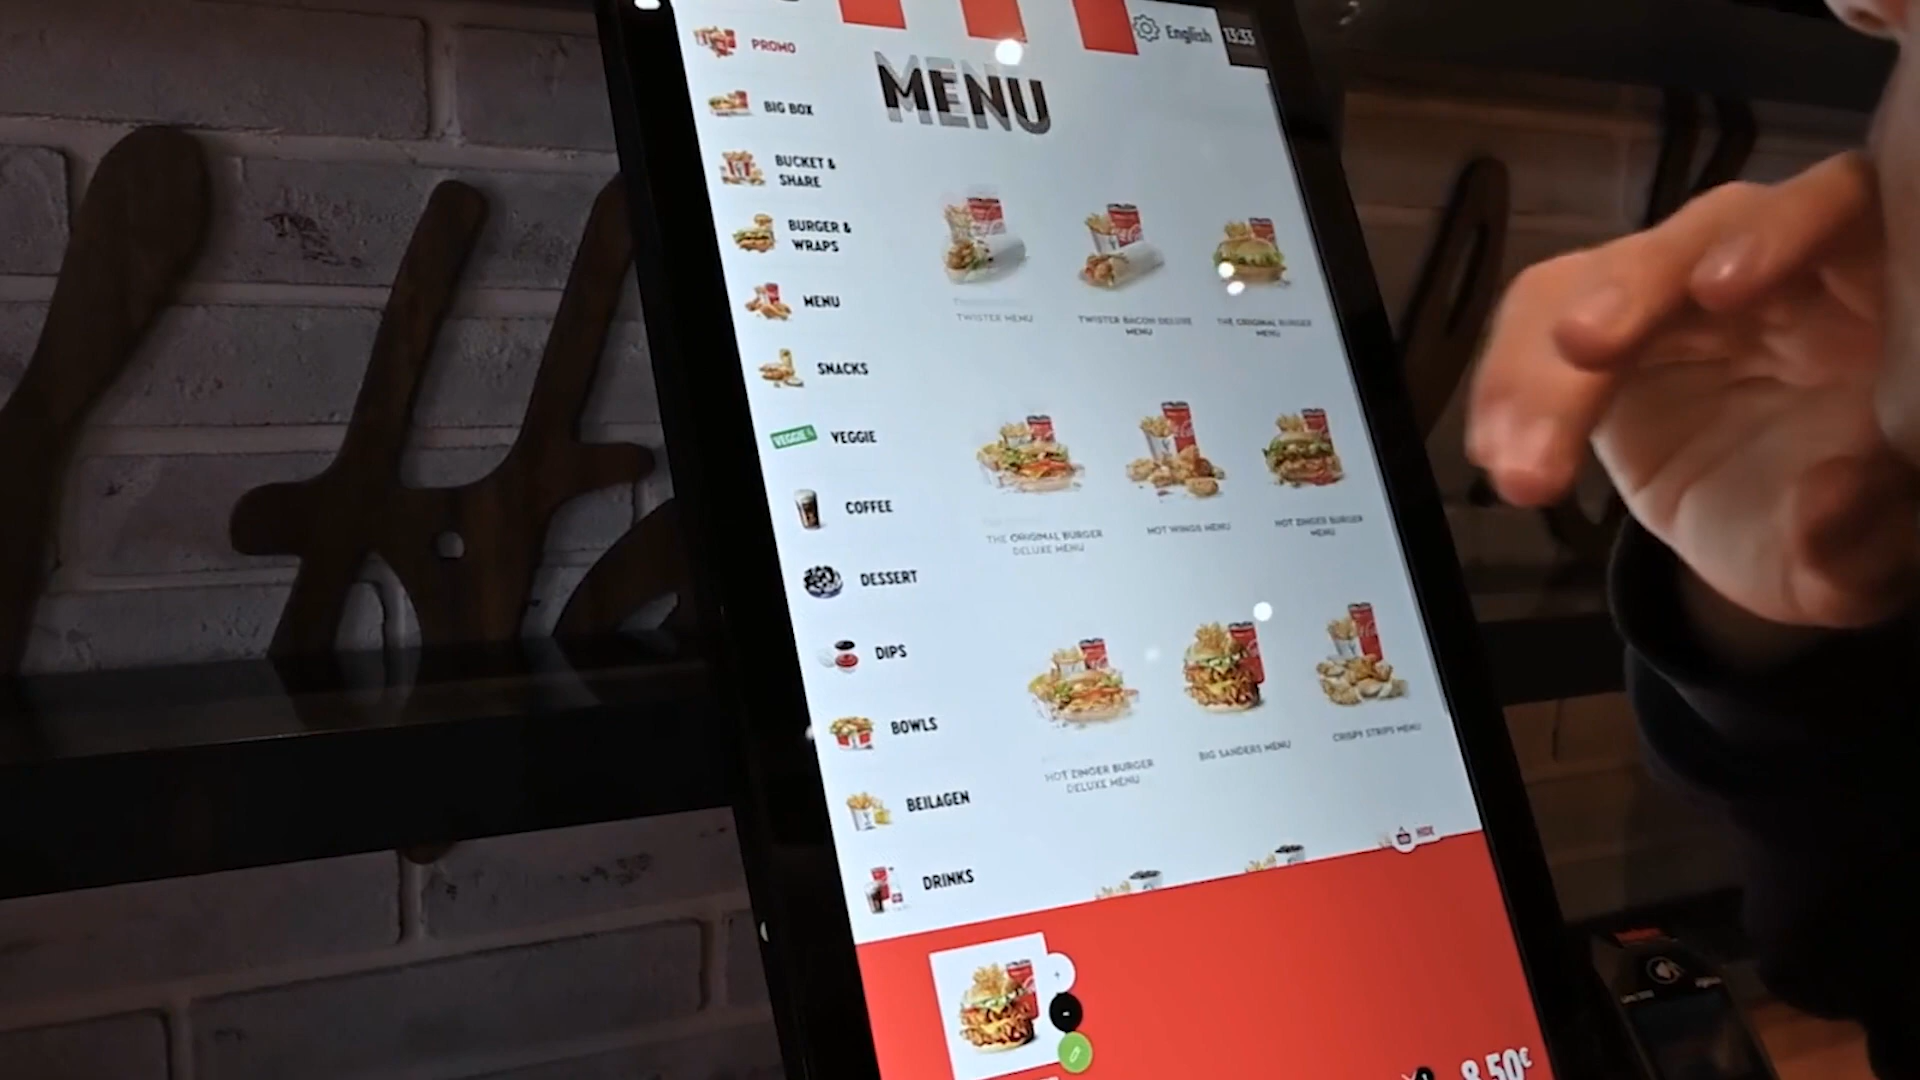 English
13:33
MENU
PROMO
BIG BOX
BUCKET &
SHARE
BURGER &
WRAPS
MENU
SNACKS
VEGGIE
VEGGIE
COFFEE
DESSERT
DIPS
BOWLS
BEILAGEN
DRINKS
TWISTER MENU
TWISTER BACON DELUXE
MENU
THE ORIGINAL BURGER
MENU
THE ORIGINAL BURGER
DELUXE MENU
HOT WINGS MENU
HOT ZINGER BURGER
MENU
HOT ZINGER BURGER
DELUXE MENU
BIG SANDERS MENU
CRISPY STRIPS MENU
HIDE
8,50€